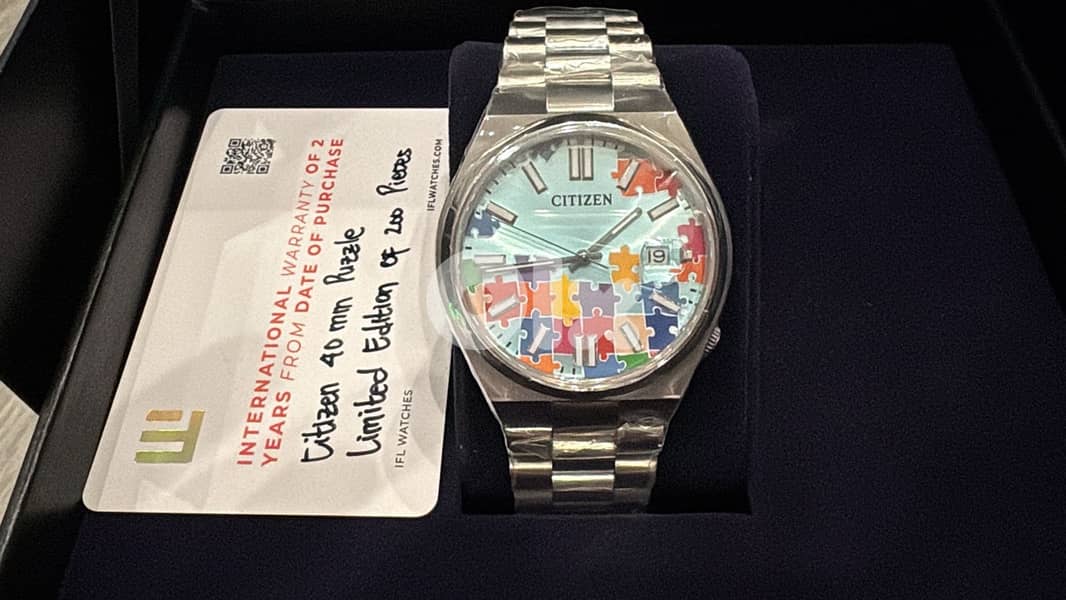 INTERNATIONAL WARRANTY OF 2
YEARS FROM DATE OF PURCHASE
Citizen 40 mm Puzzle
Limited Edition of 200 Pieces
IFL WATCHES
IFLWATCHES.COM
CITIZEN
19